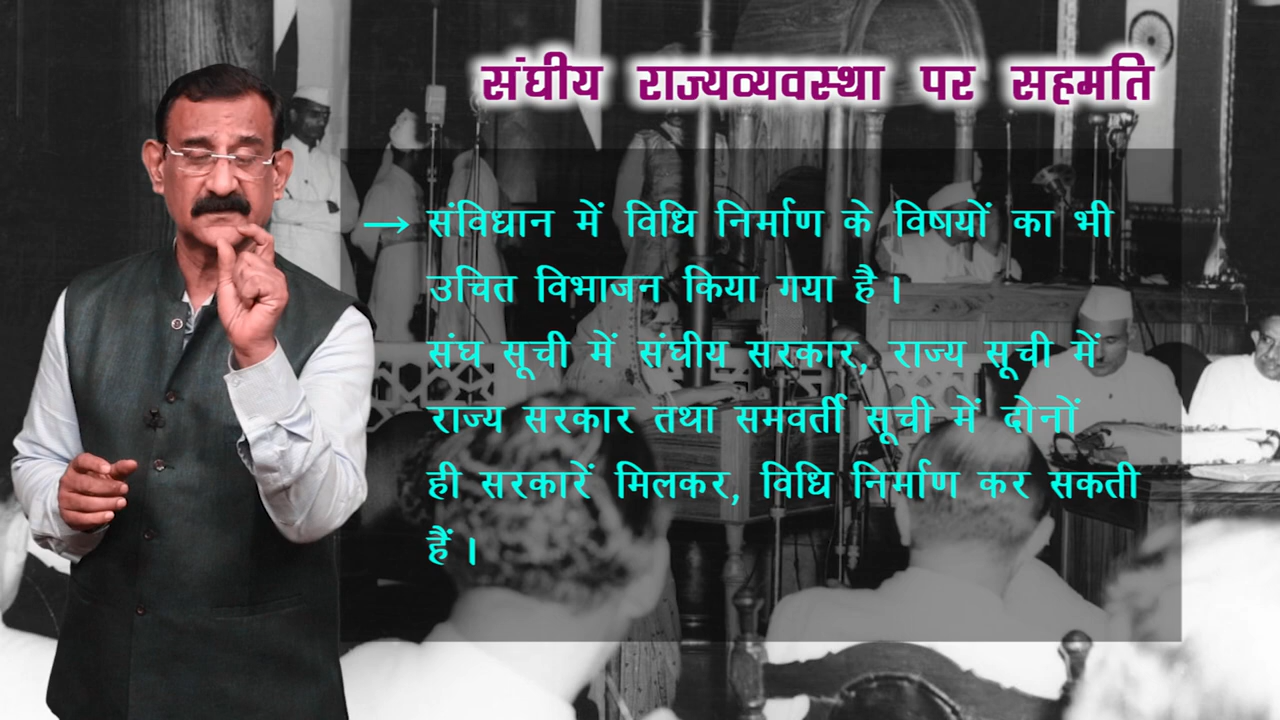 संघीय राज्यव्यवस्था पर सहमति
→ संविधान में विधि निर्माण के विषयों का भी
उचित विभाजन किया गया है।
संघ सूची में संघीय सरकार, राज्य सूची में
राज्य सरकार तथा समवर्ती सूची में दोनों
ही सरकारें मिलकर, विधि निर्माण कर सकती
हैं।